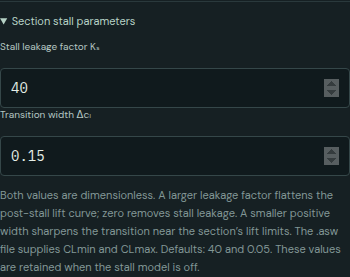 ▼ Section stall parameters
Stall leakage factor Kₛ
40
Transition width Δcₗ
0.15
Both values are dimensionless. A larger leakage factor flattens the
post-stall lift curve; zero removes stall leakage. A smaller positive
width sharpens the transition near the section's lift limits. The .asw
file supplies CLmin and CLmax. Defaults: 40 and 0.05. These values
are retained when the stall model is off.